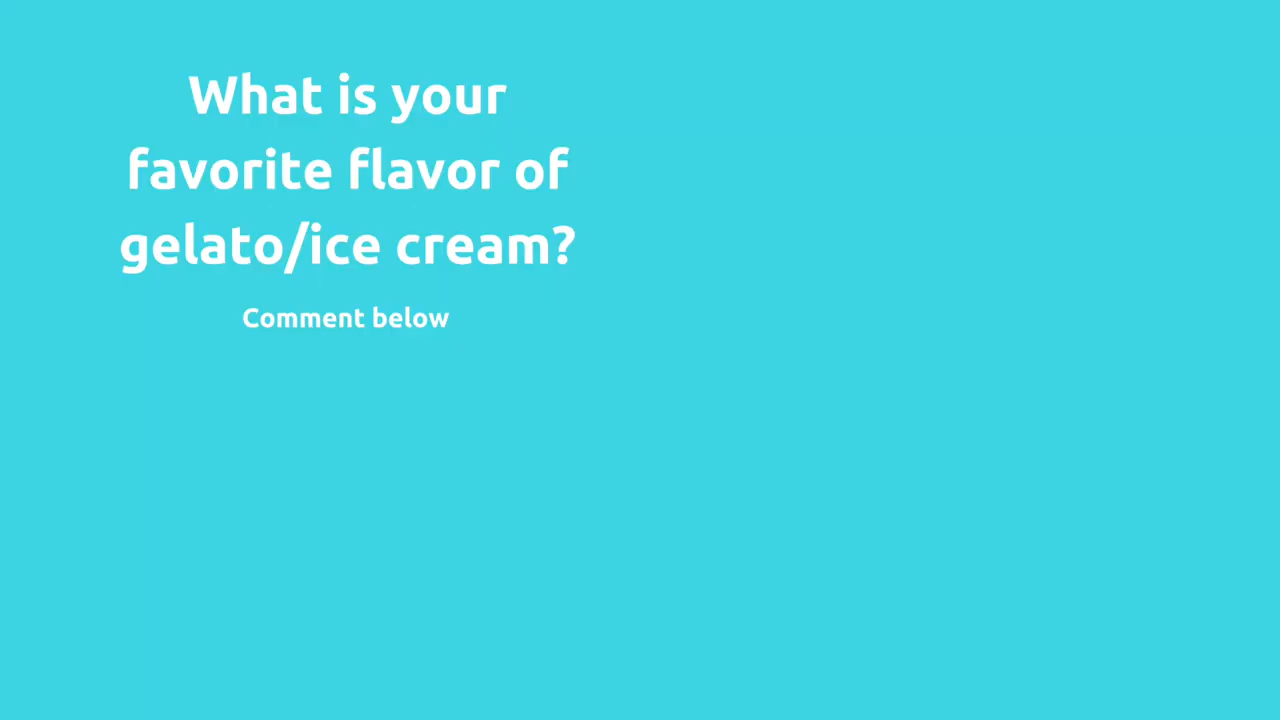 What is your
favorite flavor of
gelato/ice cream?
Comment below